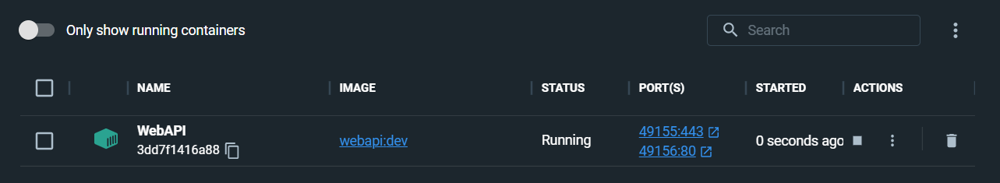 Only show running containers
Search
NAME IMAGE STATUS PORT(S) STARTED ACTIONS
WebAPI
3dd7f1416a88
webapi:dev
Running
49155:443
49156:80
0 seconds ago